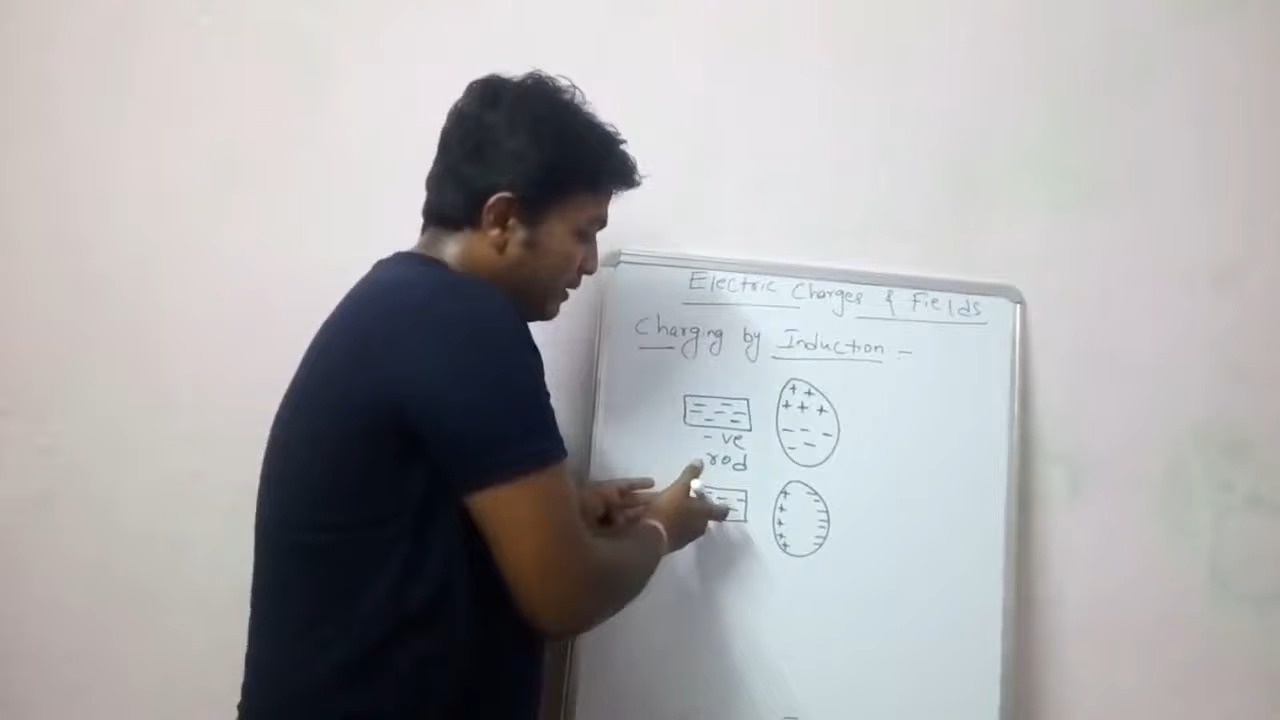 Electric Charges & Fields
Charging by Induction :-
-ve
rod